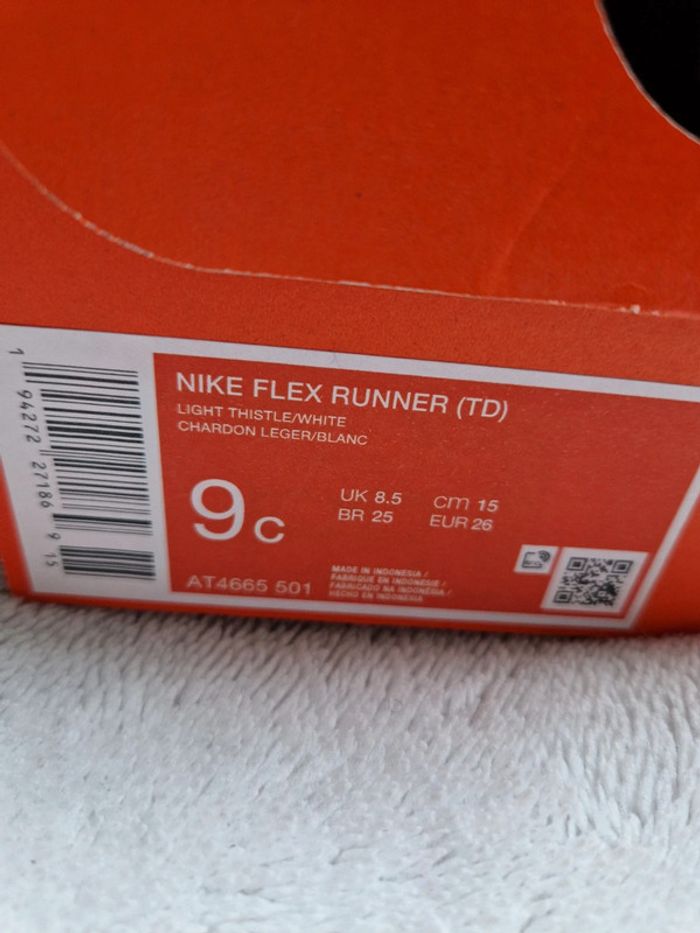 NIKE FLEX RUNNER (TD)
LIGHT THISTLE/WHITE
CHARDON LEGER/BLANC
9c
UK 8.5 cm 15
BR 25 EUR 26
AT4665 501
MADE IN INDONESIA /
FABRIQUE EN INDONESIE /
FABRICADO NA INDONÉSIA /
HECHO EN INDONESIA
1 94272 27186 9 15